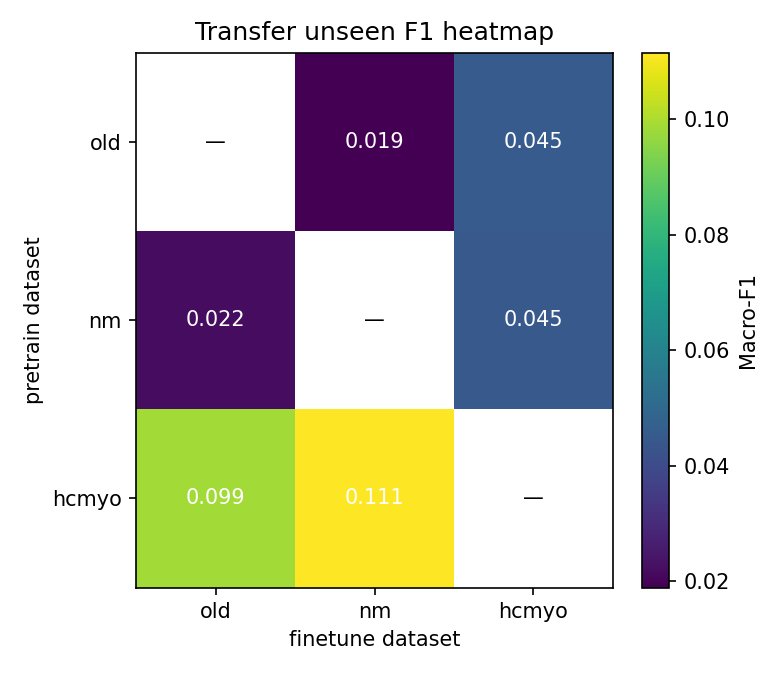 Transfer unseen F1 heatmap
old
—
0.019
0.045
nm
0.022
—
0.045
hcmyo
0.099
0.111
—
old
nm
hcmyo
finetune dataset
pretrain dataset
0.10
0.08
0.06
0.04
0.02
Macro-F1